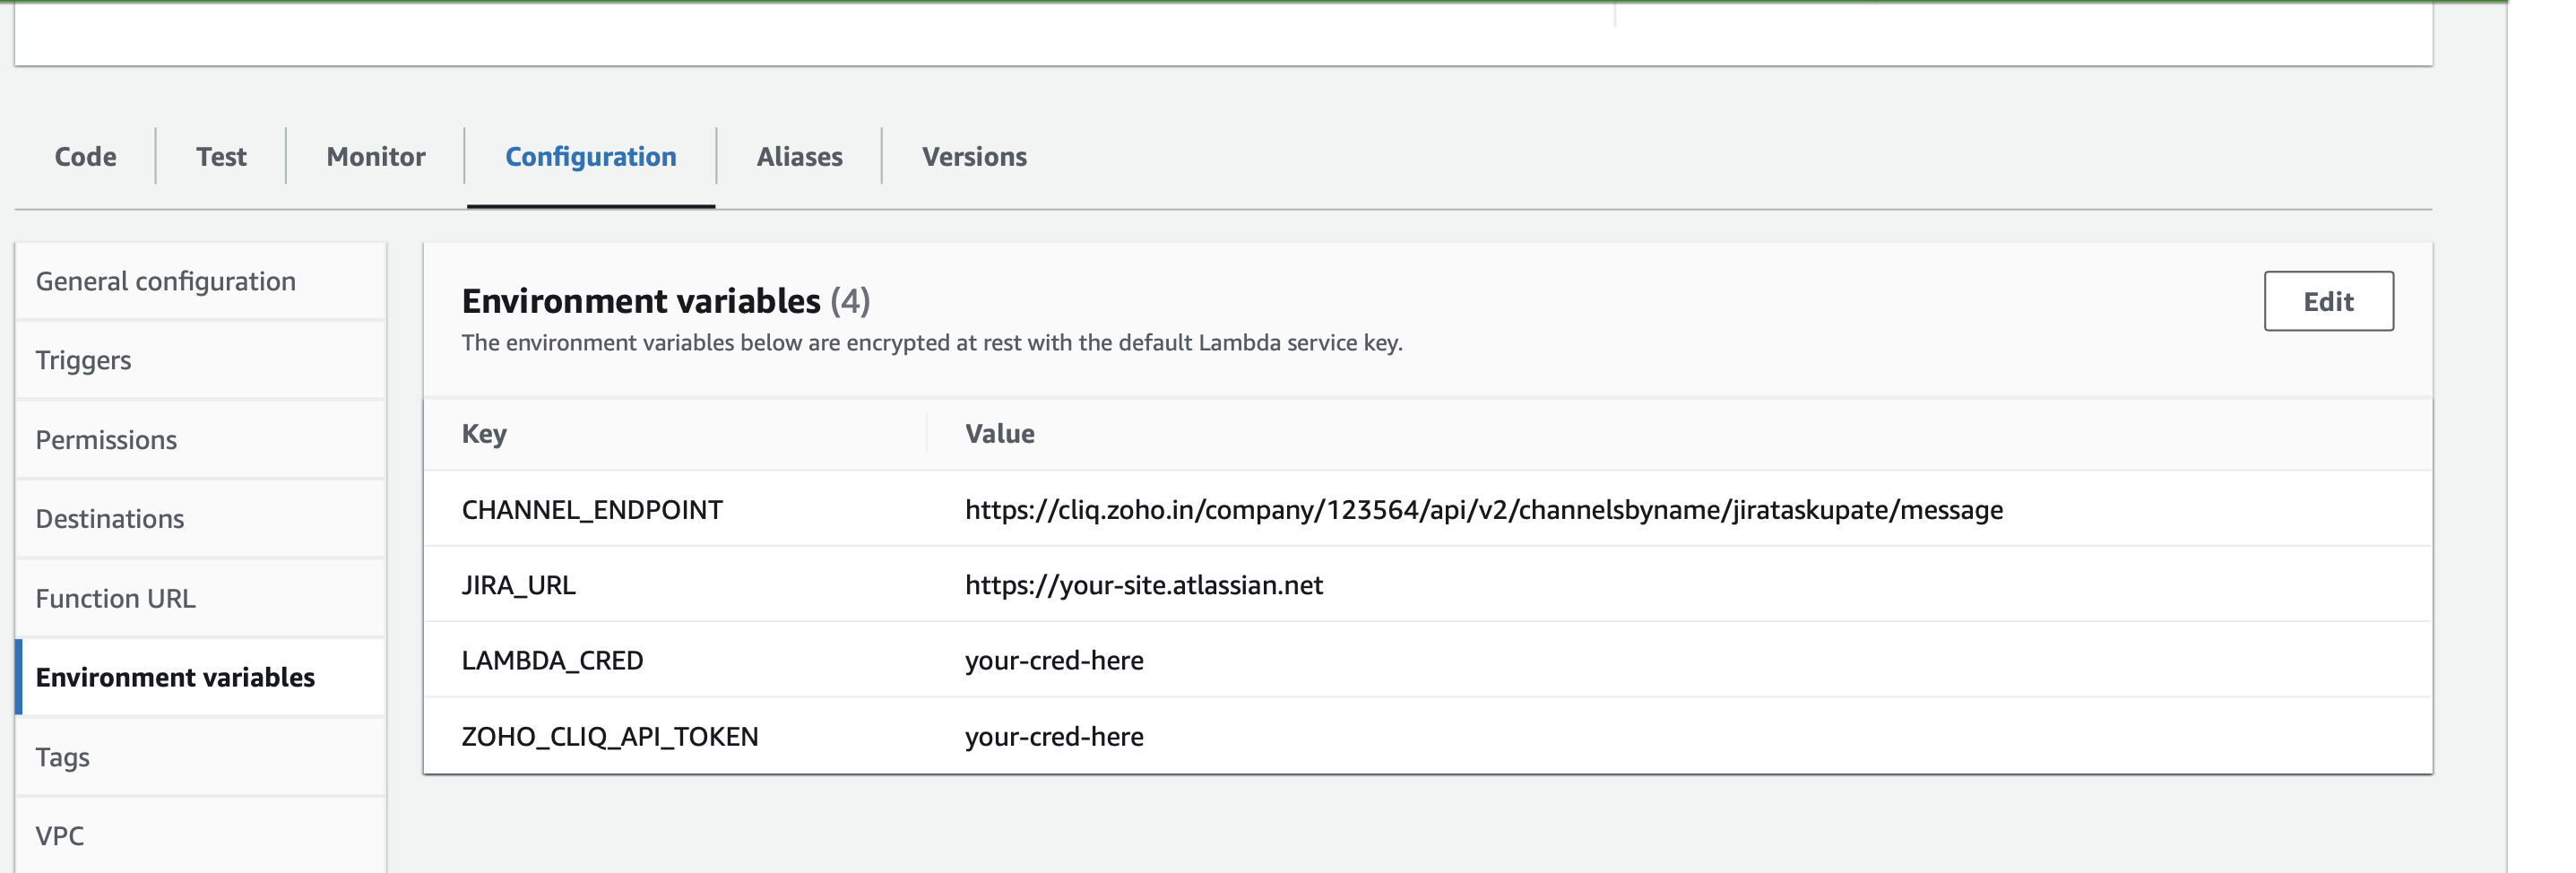 Code Test Monitor Configuration Aliases Versions
General configuration
Triggers
Permissions
Destinations
Function URL
Environment variables
Tags
VPC
Environment variables (4)
Edit
The environment variables below are encrypted at rest with the default Lambda service key.
Key Value
CHANNEL_ENDPOINT https://cliq.zoho.in/company/123564/api/v2/channelsbyname/jirataskupate/message
JIRA_URL https://your-site.atlassian.net
LAMBDA_CRED your-cred-here
ZOHO_CLIQ_API_TOKEN your-cred-here